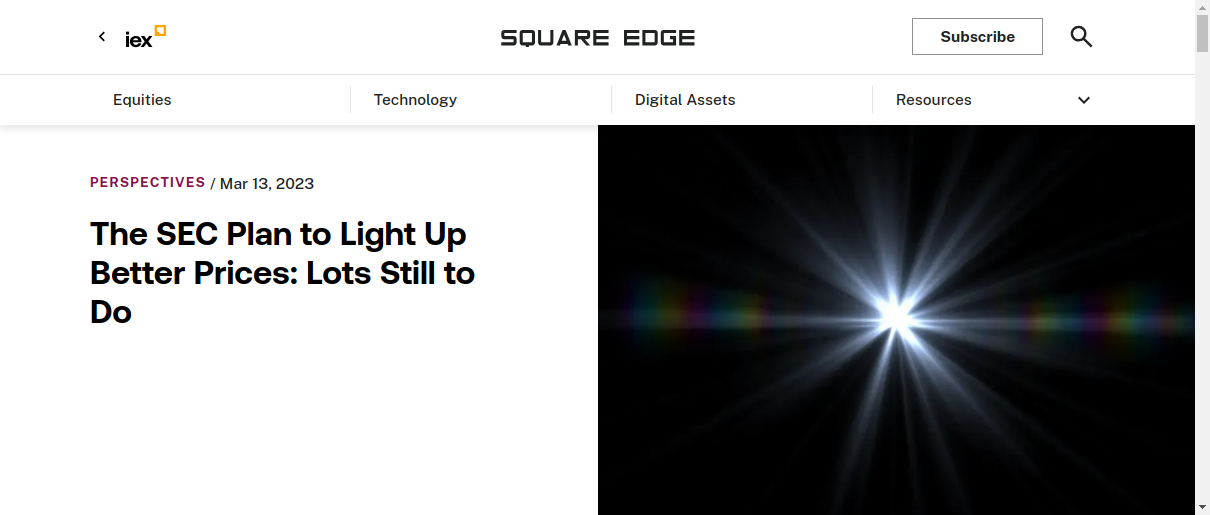 iex
SQUARE EDGE
Subscribe
Equities
Technology
Digital Assets
Resources
PERSPECTIVES / Mar 13, 2023
The SEC Plan to Light Up
Better Prices: Lots Still to
Do